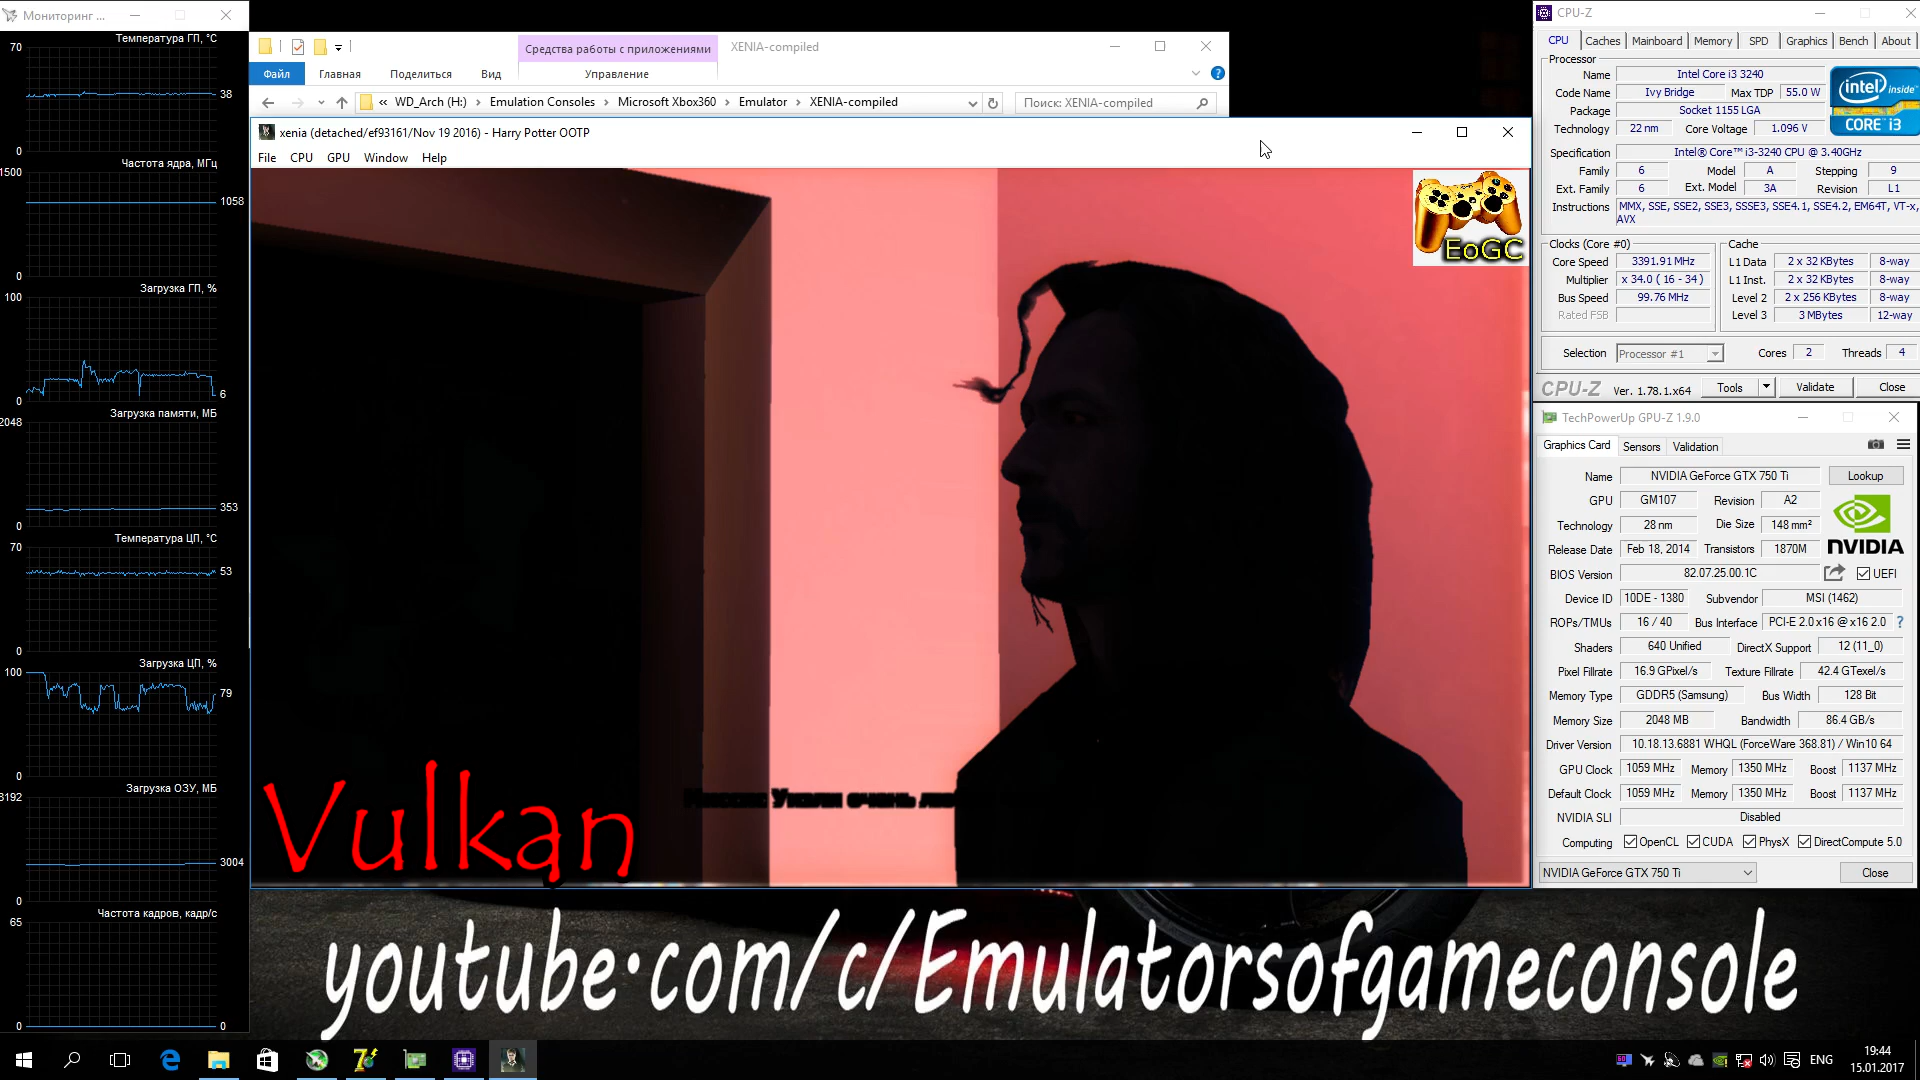 Мониторинг ...
Температура ГП, °C
70
38
0
Частота ядра, МГц
1500
1058
0
Загрузка ГП, %
100
6
0
Загрузка памяти, МБ
2048
353
0
Температура ЦП, °C
70
53
0
Загрузка ЦП, %
100
79
0
Загрузка ОЗУ, МБ
8192
3004
0
Частота кадров, кадр/с
65
0
0
Средства работы с приложениями
XENIA-compiled
Файл
Главная
Поделиться
Вид
Управление
« WD_Arch (H:) > Emulation Consoles > Microsoft Xbox360 > Emulator > XENIA-compiled
Поиск: XENIA-compiled
xenia (detached/ef93161/Nov 19 2016) - Harry Potter OOTP
File CPU GPU Window Help
EoGC
Vulkan
youtube.com/c/Emulatorsofgameconsole
CPU-Z
CPU Caches Mainboard Memory SPD Graphics Bench About
Processor
Name Intel Core i3 3240
Code Name Ivy Bridge Max TDP 55.0 W
Package Socket 1155 LGA
Technology 22 nm Core Voltage 1.096 V
intel inside™
CORE i3
Specification Intel® Core™ i3-3240 CPU @ 3.40GHz
Family 6 Model A Stepping 9
Ext. Family 6 Ext. Model 3A Revision L1
Instructions MMX, SSE, SSE2, SSE3, SSSE3, SSE4.1, SSE4.2, EM64T, VT-x,
AVX
Clocks (Core #0)
Core Speed 3391.91 MHz
Multiplier x 34.0 ( 16 - 34 )
Bus Speed 99.76 MHz
Rated FSB
Cache
L1 Data 2 x 32 KBytes 8-way
L1 Inst. 2 x 32 KBytes 8-way
Level 2 2 x 256 KBytes 8-way
Level 3 3 MBytes 12-way
Selection Processor #1 Cores 2 Threads 4
CPU-Z Ver. 1.78.1.x64 Tools Validate Close
TechPowerUp GPU-Z 1.9.0
Graphics Card Sensors Validation
Name NVIDIA GeForce GTX 750 Ti Lookup
GPU GM107 Revision A2
Technology 28 nm Die Size 148 mm²
Release Date Feb 18, 2014 Transistors 1870M
NVIDIA
BIOS Version 82.07.25.00.1C UEFI
Device ID 10DE - 1380 Subvendor MSI (1462)
ROPs/TMUs 16 / 40 Bus Interface PCI-E 2.0 x16 @ x16 2.0 ?
Shaders 640 Unified DirectX Support 12 (11_0)
Pixel Fillrate 16.9 GPixel/s Texture Fillrate 42.4 GTexel/s
Memory Type GDDR5 (Samsung) Bus Width 128 Bit
Memory Size 2048 MB Bandwidth 86.4 GB/s
Driver Version 10.18.13.6881 WHQL (ForceWare 368.81) / Win10 64
GPU Clock 1059 MHz Memory 1350 MHz Boost 1137 MHz
Default Clock 1059 MHz Memory 1350 MHz Boost 1137 MHz
NVIDIA SLI Disabled
Computing OpenCL CUDA PhysX DirectCompute 5.0
NVIDIA GeForce GTX 750 Ti Close
ENG
19:44
15.01.2017